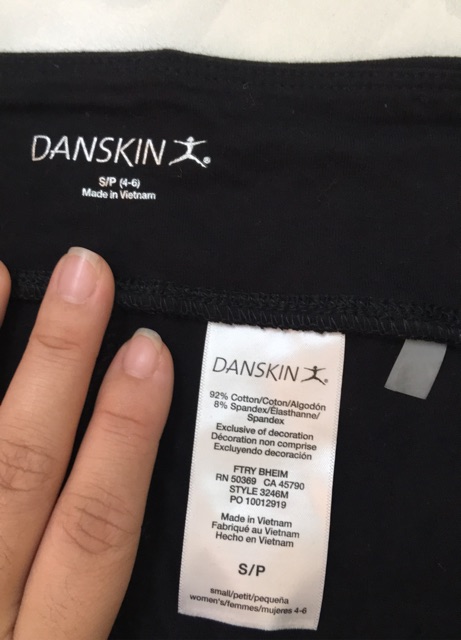 DANSKIN
S/P (4-6)
Made in Vietnam
DANSKIN
92% Cotton/Coton/Algodón
8% Spandex/Elasthanne/
Spandex
Exclusive of decoration
Décoration non comprise
Excluyendo decoración
FTRY BHEIM
RN 50369 CA 45790
STYLE 3246M
PO 10012919
Made in Vietnam
Fabriqué au Vietnam
Hecho en Vietnam
S/P
small/petit/pequeña
women's/femmes/mujeres 4-6